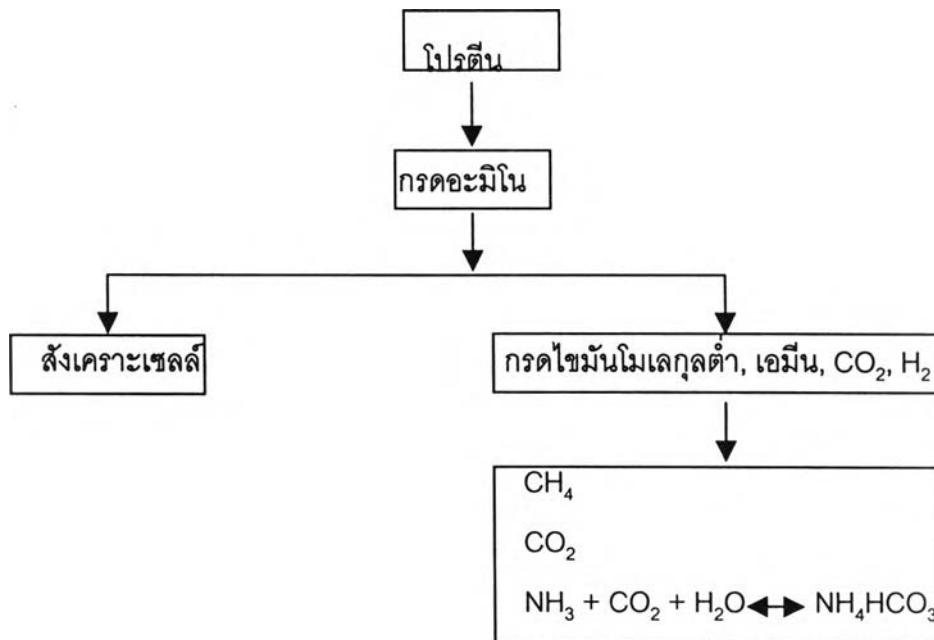 โปรตีน
กรดอะมิโน
สังเคราะเซลล์
กรดไขมันโมเลกุลต่ำ, เอมีน, CO₂, H₂
CH₄
CO₂
NH₃ + CO₂ + H₂O ↔ NH₄HCO₃